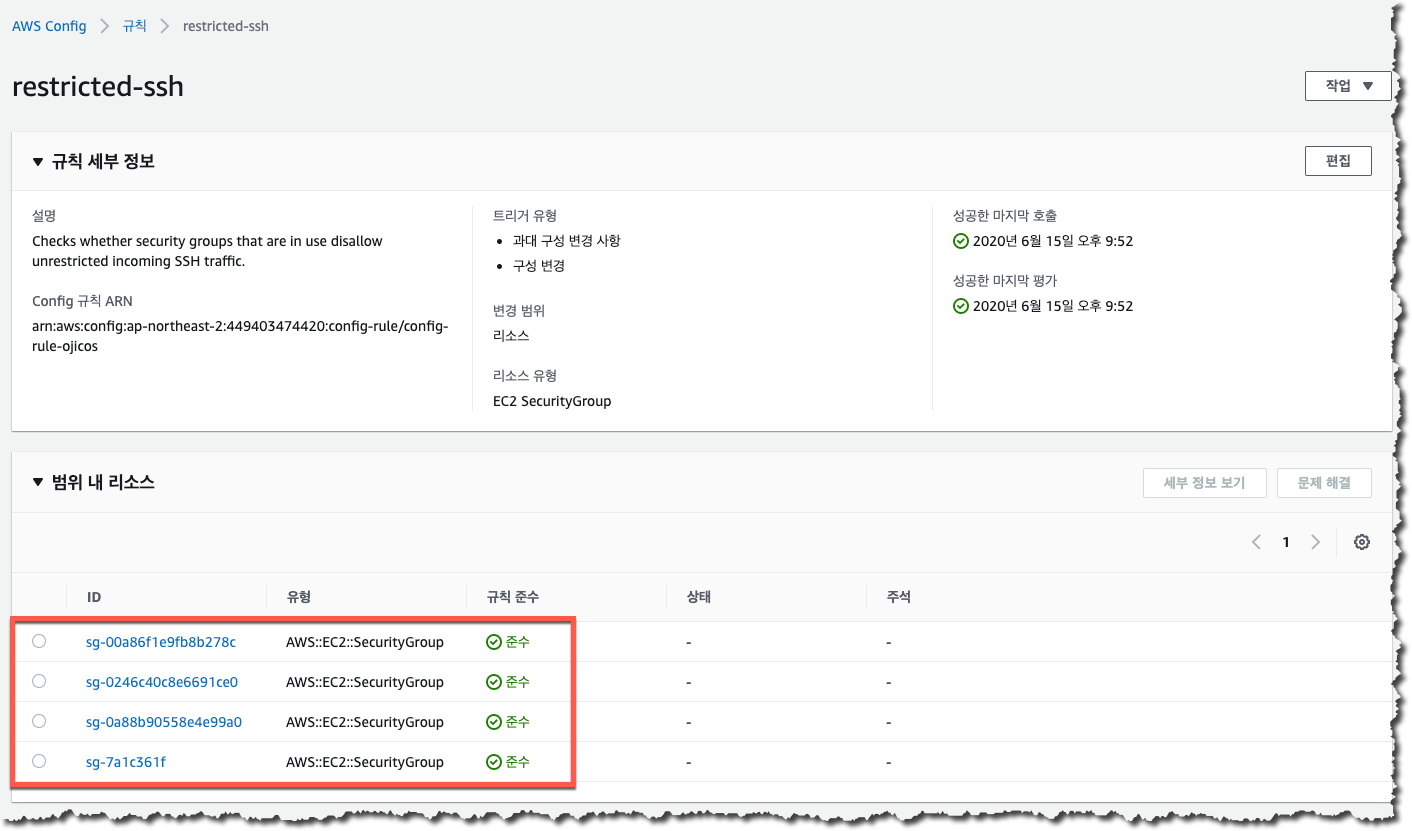 AWS Config > 규칙 > restricted-ssh
restricted-ssh
작업 ▼
▼ 규칙 세부 정보
편집
설명
Checks whether security groups that are in use disallow
unrestricted incoming SSH traffic.
Config 규칙 ARN
arn:aws:config:ap-northeast-2:449403474420:config-rule/config-
rule-ojicos
트리거 유형
• 과대 구성 변경 사항
• 구성 변경
변경 범위
리소스
리소스 유형
EC2 SecurityGroup
성공한 마지막 호출
2020년 6월 15일 오후 9:52
성공한 마지막 평가
2020년 6월 15일 오후 9:52
▼ 범위 내 리소스
세부 정보 보기
문제 해결
< 1 >
ID 유형 규칙 준수 상태 주석
sg-00a86f1e9fb8b278c AWS::EC2::SecurityGroup 준수 - -
sg-0246c40c8e6691ce0 AWS::EC2::SecurityGroup 준수 - -
sg-0a88b90558e4e99a0 AWS::EC2::SecurityGroup 준수 - -
sg-7a1c361f AWS::EC2::SecurityGroup 준수 - -